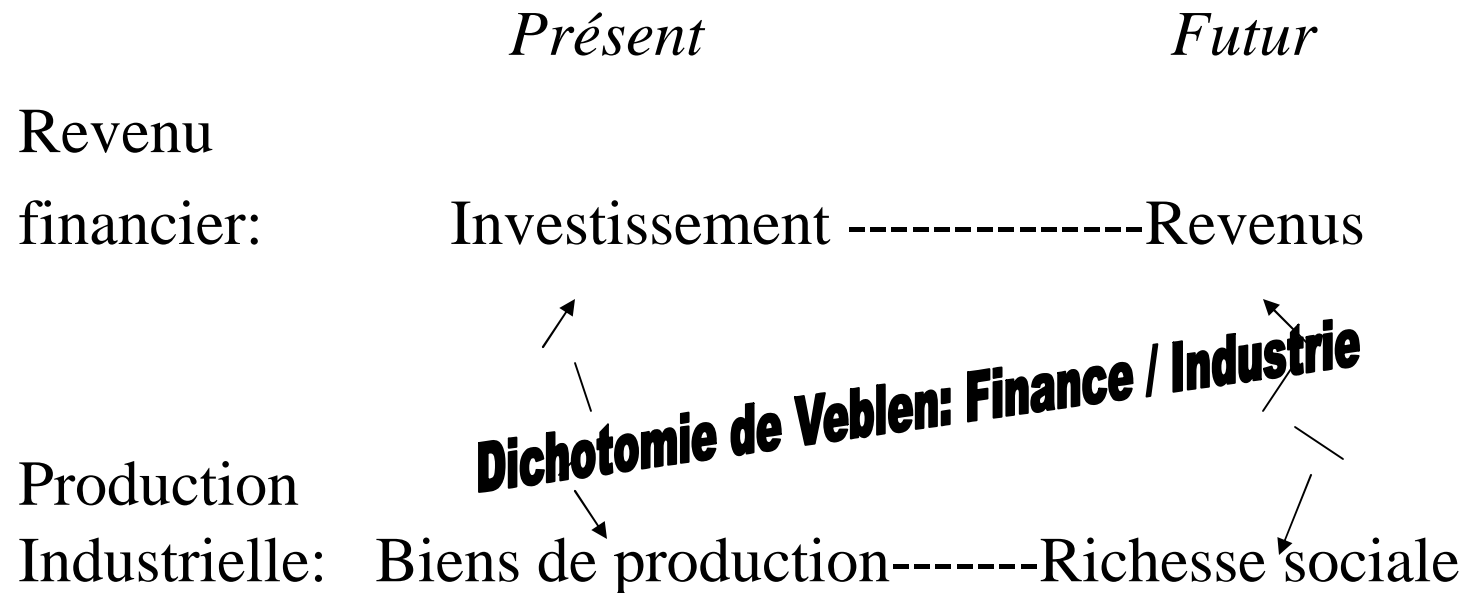 Présent Futur
Revenu
financier: Investissement --------------Revenus
Dichotomie de Veblen: Finance / Industrie
Production
Industrielle: Biens de production-------Richesse sociale